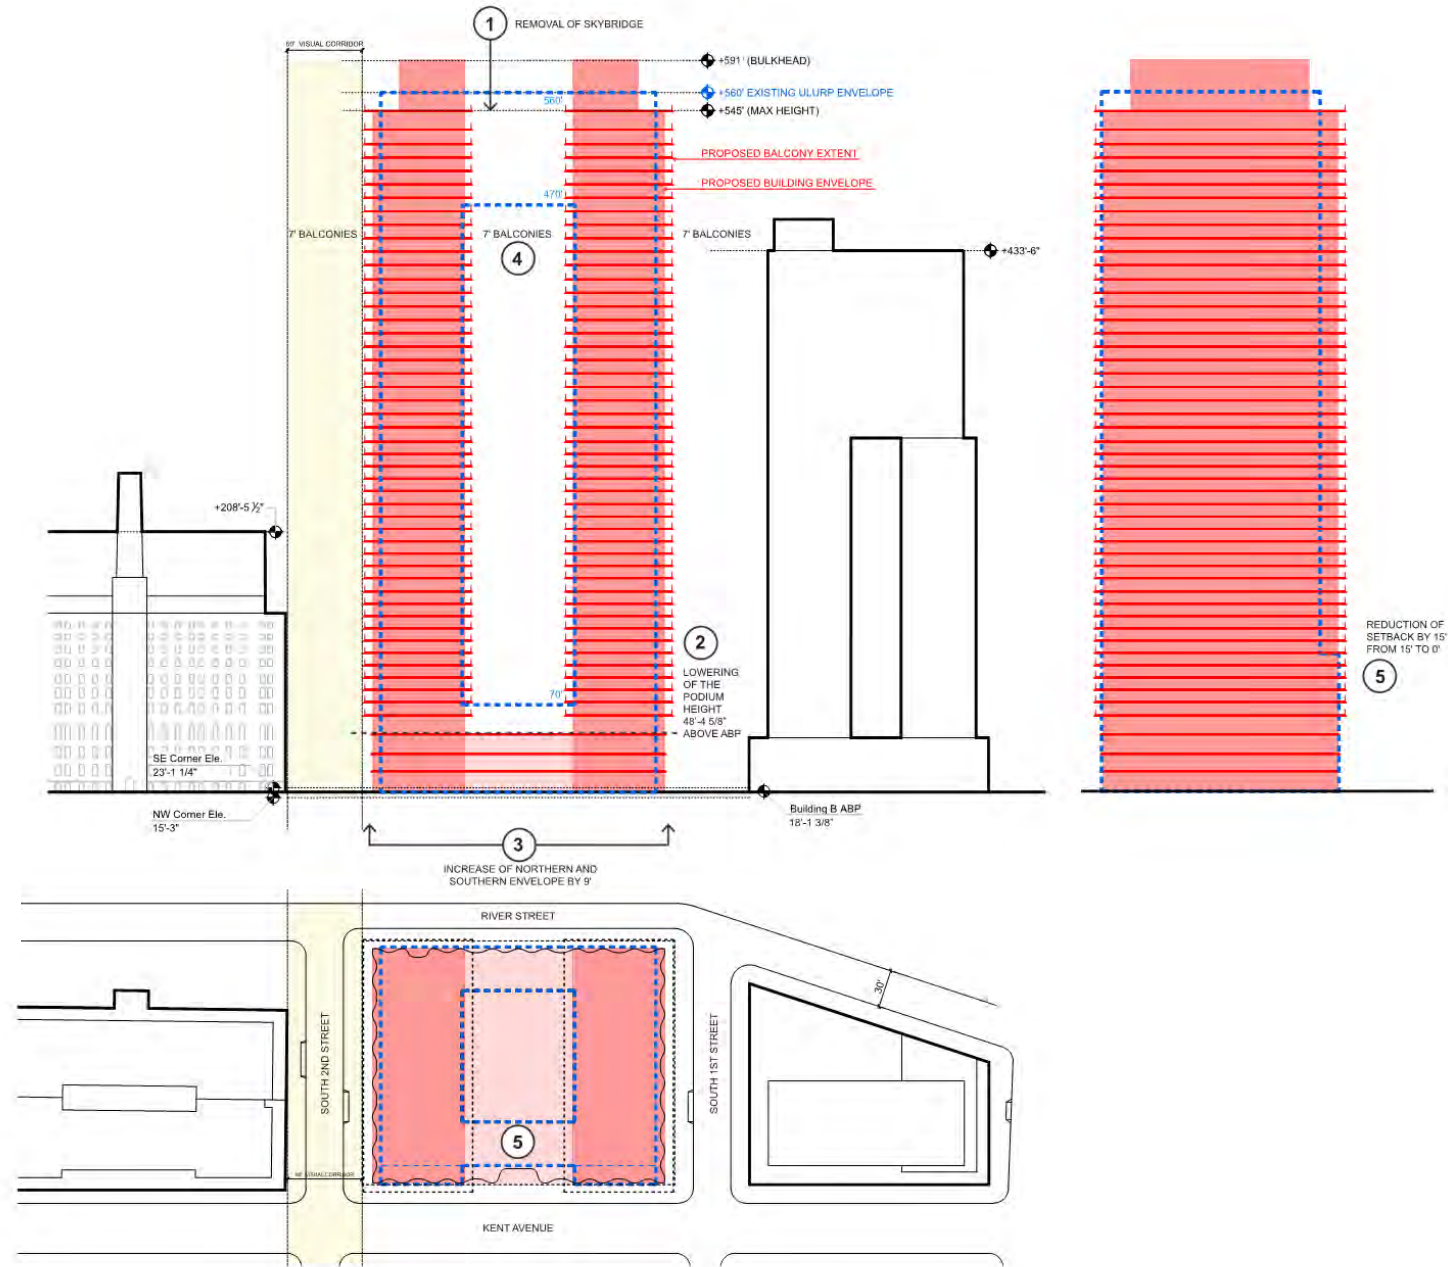 1 REMOVAL OF SKYBRIDGE
60' VISUAL CORRIDOR
+591' (BULKHEAD)
+560' EXISTING ULURP ENVELOPE
560'
+545' (MAX HEIGHT)
PROPOSED BALCONY EXTENT
PROPOSED BUILDING ENVELOPE
470'
7' BALCONIES
7' BALCONIES
7' BALCONIES
4
+433'-6"
+208'-5 ½"
2
LOWERING
OF THE
PODIUM
HEIGHT
48'-4 5/8"
ABOVE ABP
REDUCTION OF
SETBACK BY 15'
FROM 15' TO 0'
5
70'
SE Corner Ele.
23'-1 1/4"
NW Corner Ele.
15'-3"
Building B ABP
18'-1 3/8"
3
INCREASE OF NORTHERN AND
SOUTHERN ENVELOPE BY 9'
RIVER STREET
30'
SOUTH 2ND STREET
SOUTH 1ST STREET
5
60' VISUAL CORRIDOR
KENT AVENUE